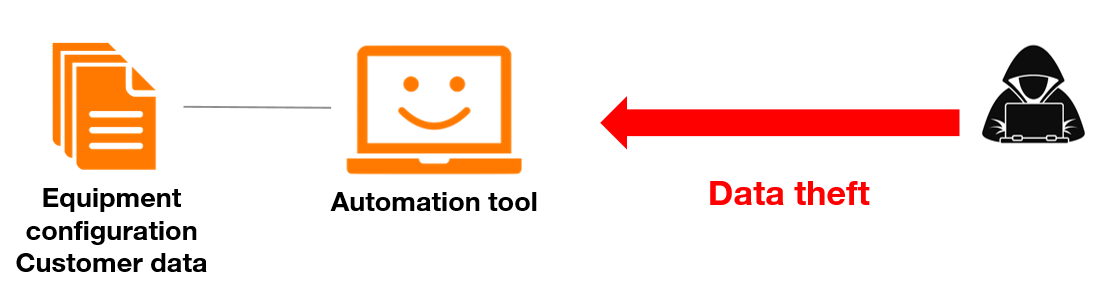 Equipment
configuration
Customer data
Automation tool
Data theft